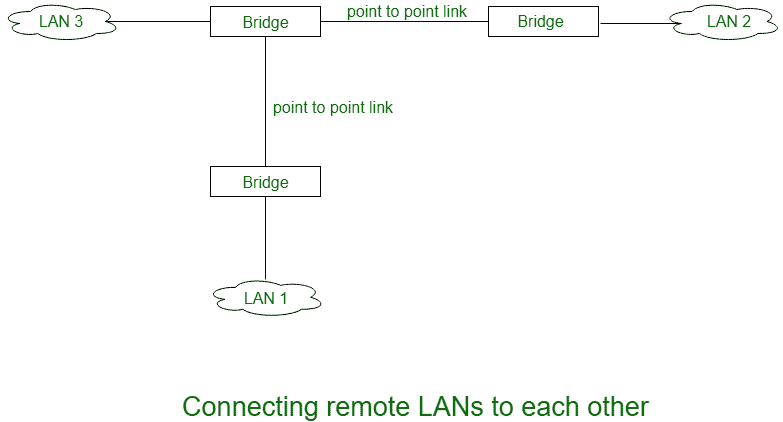 LAN 3
Bridge
point to point link
Bridge
LAN 2
point to point link
Bridge
LAN 1
Connecting remote LANs to each other